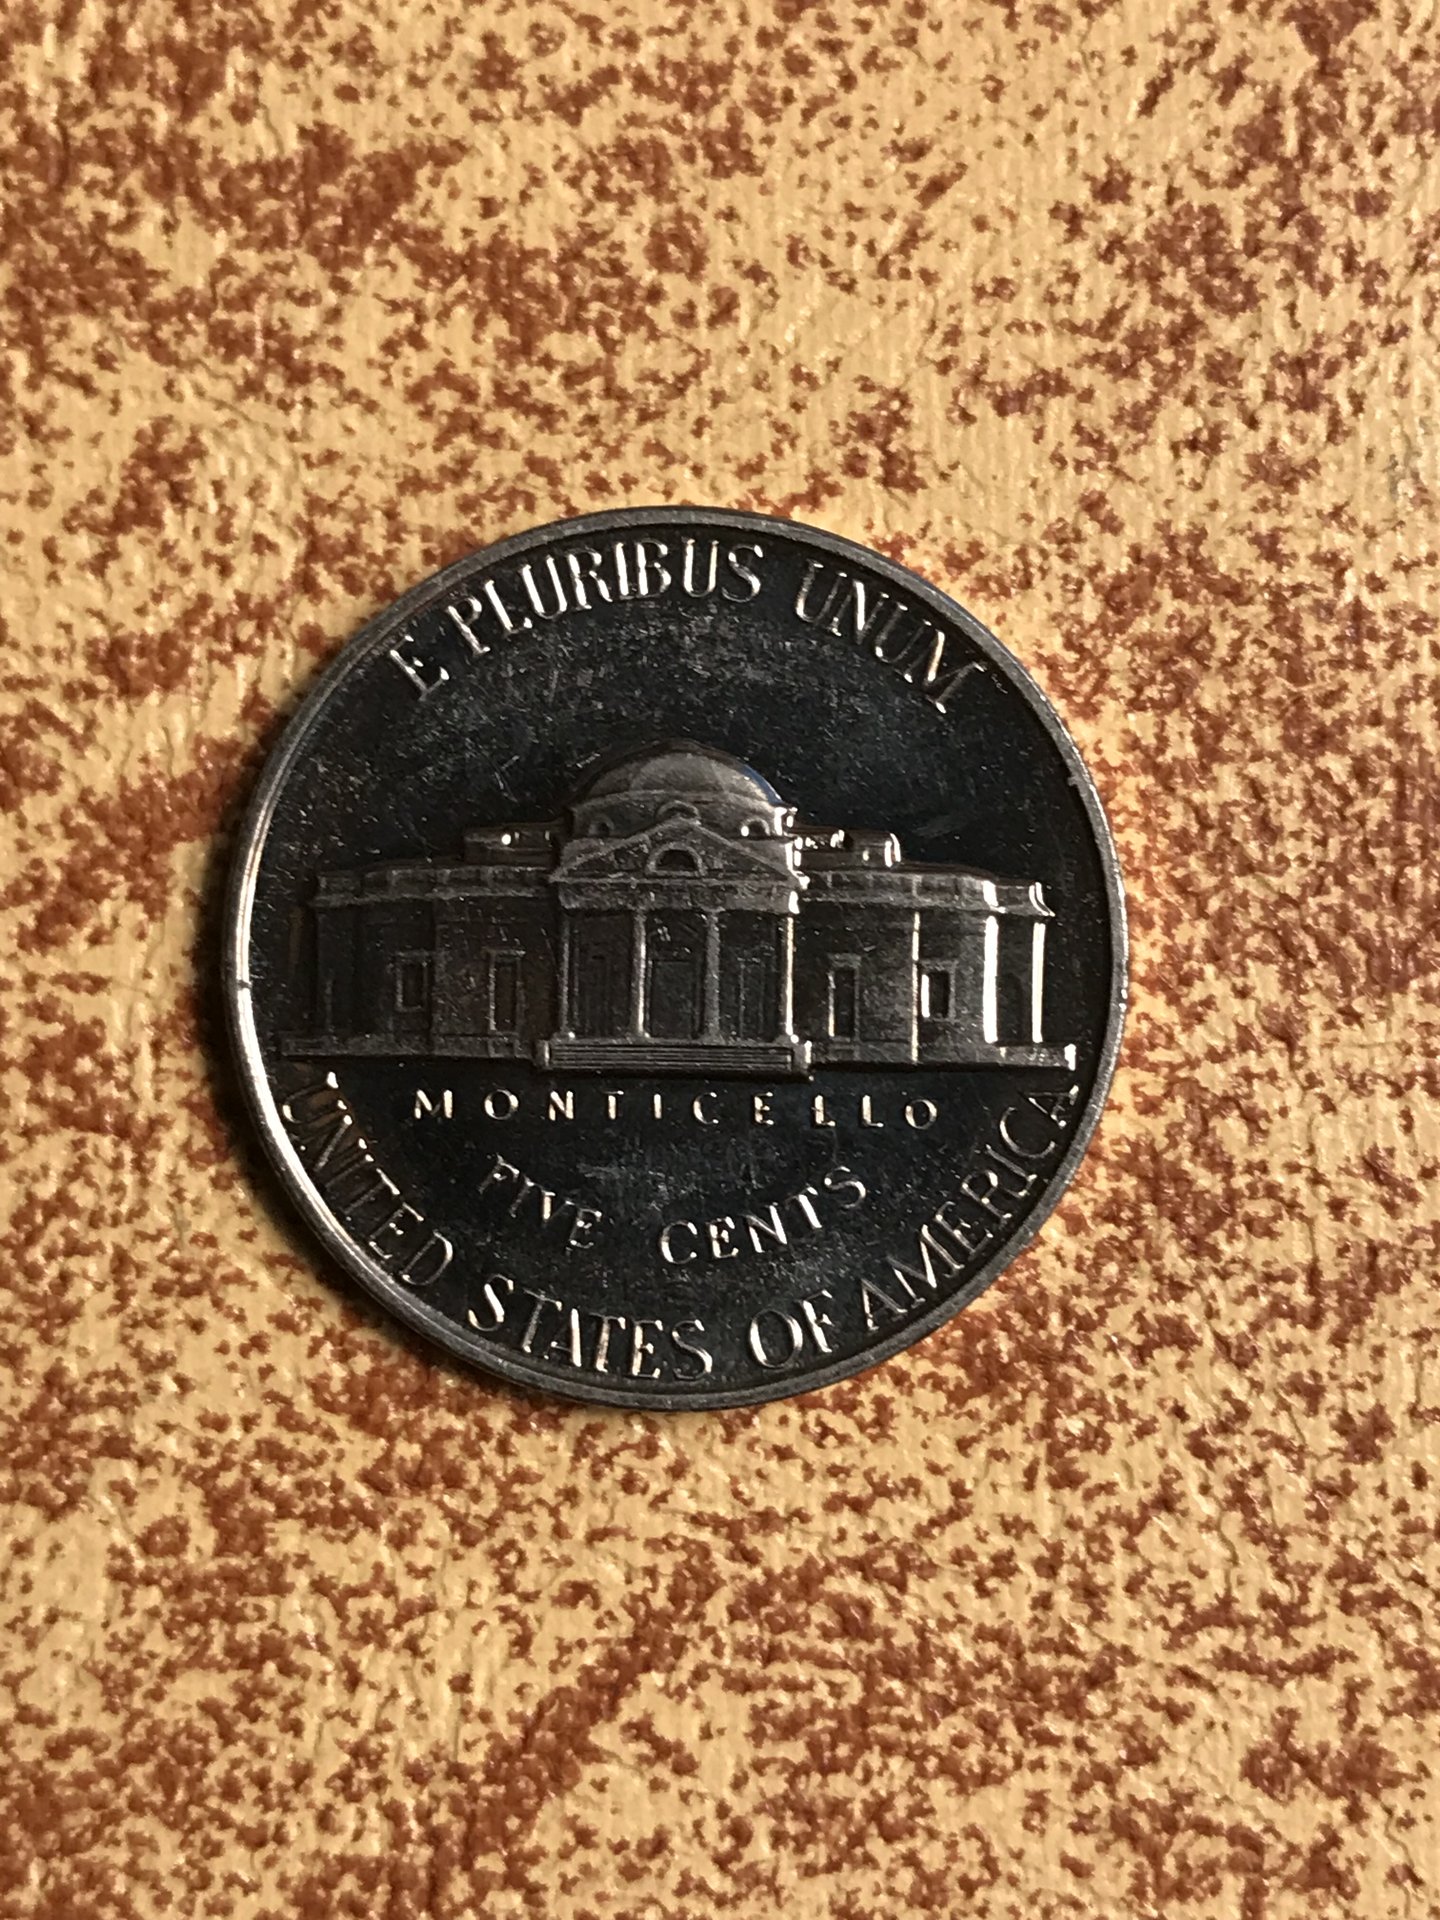 E PLURIBUS UNUM
MONTICELLO
FIVE CENTS
UNITED STATES OF AMERICA